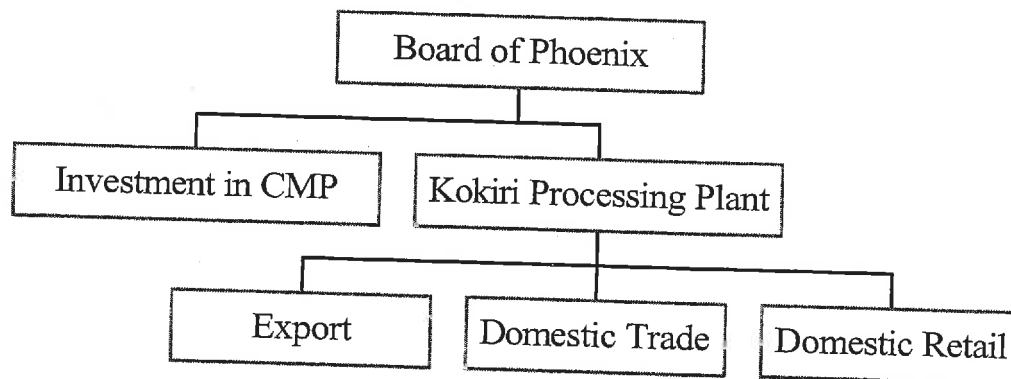 Board of Phoenix
Investment in CMP
Kokiri Processing Plant
Export
Domestic Trade
Domestic Retail